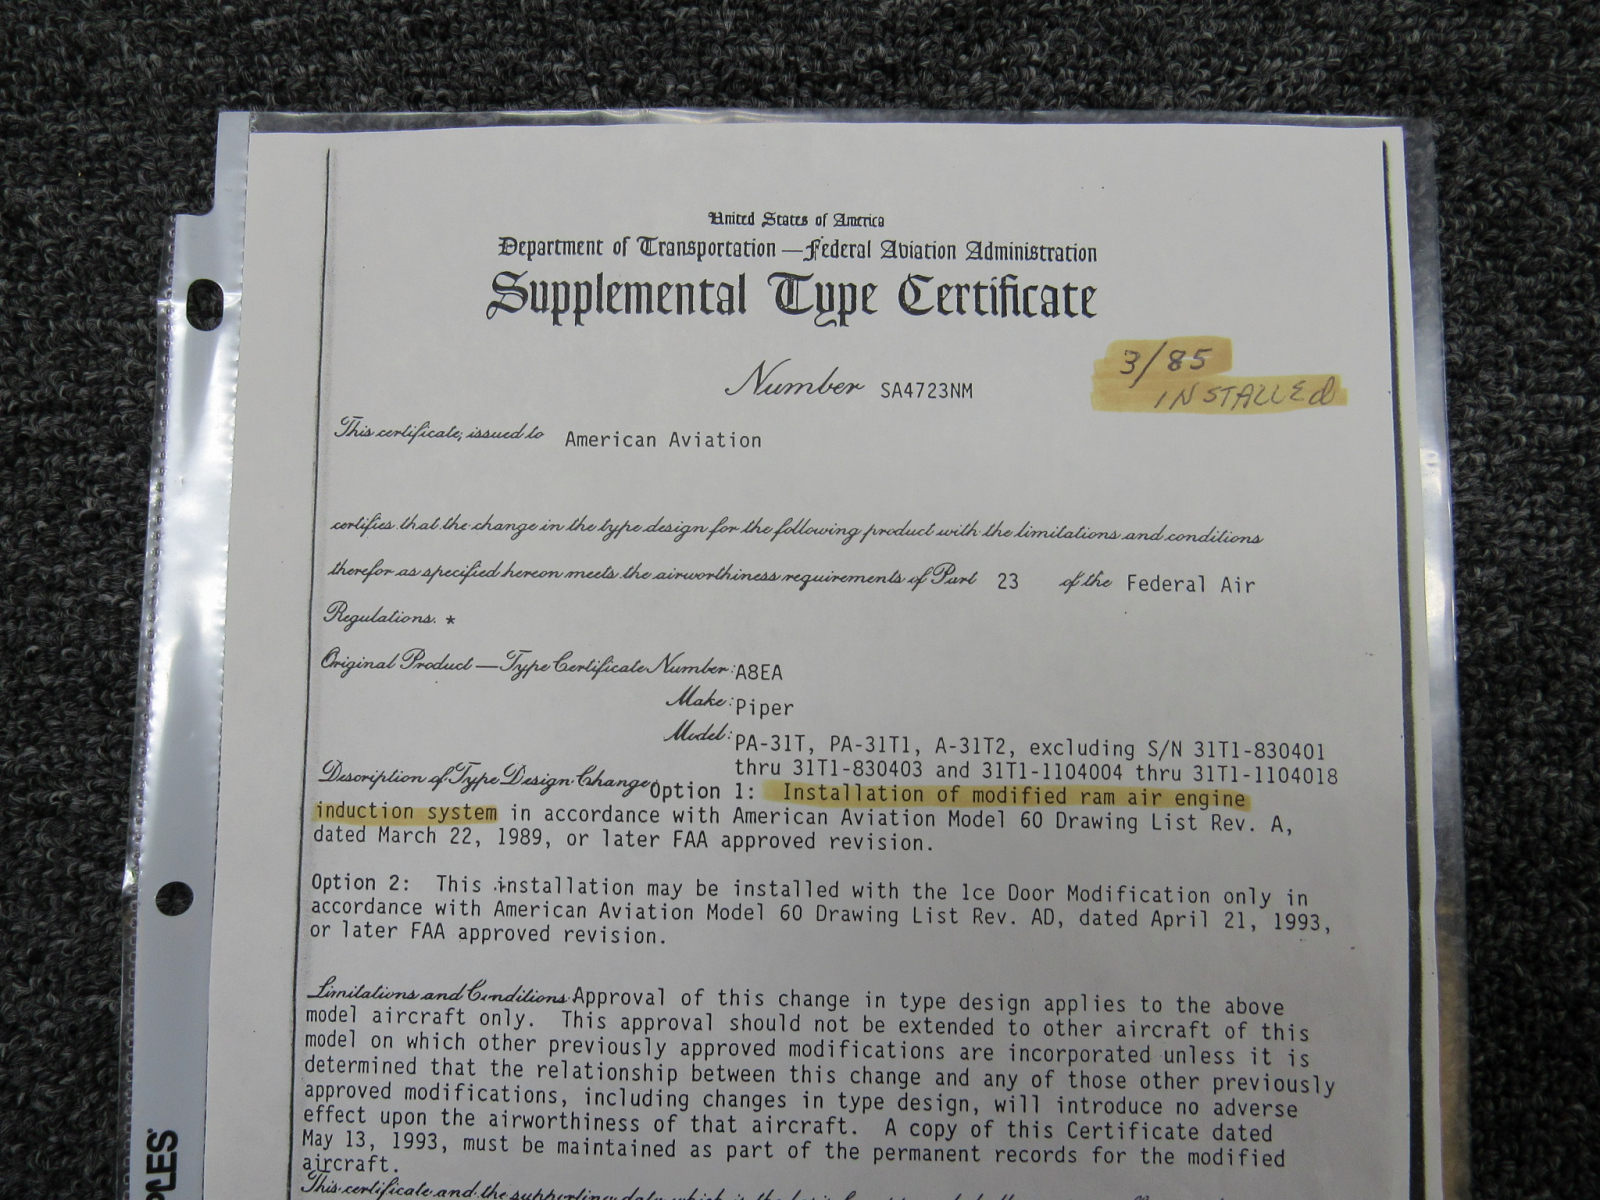 United States of America
Department of Transportation — Federal Aviation Administration
Supplemental Type Certificate
Number SA4723NM
3/85
INSTALLEd
This certificate, issued to American Aviation
certifies that the change in the type design for the following product with the limitations and conditions
therefor as specified hereon meets the airworthiness requirements of Part 23 of the Federal Air
Regulations. *
Original Product — Type Certificate Number: A8EA
Make: Piper
Model: PA-31T, PA-31T1, A-31T2, excluding S/N 31T1-830401
thru 31T1-830403 and 31T1-1104004 thru 31T1-1104018
Description of Type Design Change: Option 1: Installation of modified ram air engine
induction system in accordance with American Aviation Model 60 Drawing List Rev. A,
dated March 22, 1989, or later FAA approved revision.
Option 2: This installation may be installed with the Ice Door Modification only in
accordance with American Aviation Model 60 Drawing List Rev. AD, dated April 21, 1993,
or later FAA approved revision.
Limitations and Conditions: Approval of this change in type design applies to the above
model aircraft only. This approval should not be extended to other aircraft of this
model on which other previously approved modifications are incorporated unless it is
determined that the relationship between this change and any of those other previously
approved modifications, including changes in type design, will introduce no adverse
effect upon the airworthiness of that aircraft. A copy of this Certificate dated
May 13, 1993, must be maintained as part of the permanent records for the modified
aircraft.
This certificate and the supporting data which is the
PLES